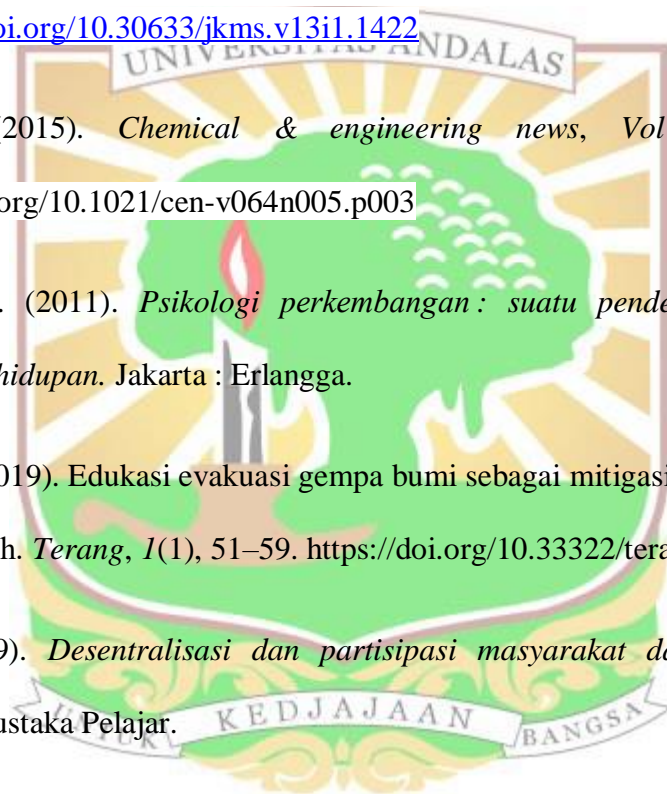 oi.org/10.30633/jkms.v13i1.1422
UNIVERSITAS ANDALAS
2015). Chemical & engineering news, Vol
org/10.1021/cen-v064n005.p003
. (2011). Psikologi perkembangan : suatu pende
hidupan. Jakarta : Erlangga.
019). Edukasi evakuasi gempa bumi sebagai mitigasi
h. Terang, 1(1), 51–59. https://doi.org/10.33322/tera
9). Desentralisasi dan partisipasi masyarakat da
ustaka Pelajar.
UNTUK KEDJAJAAN BANGSA